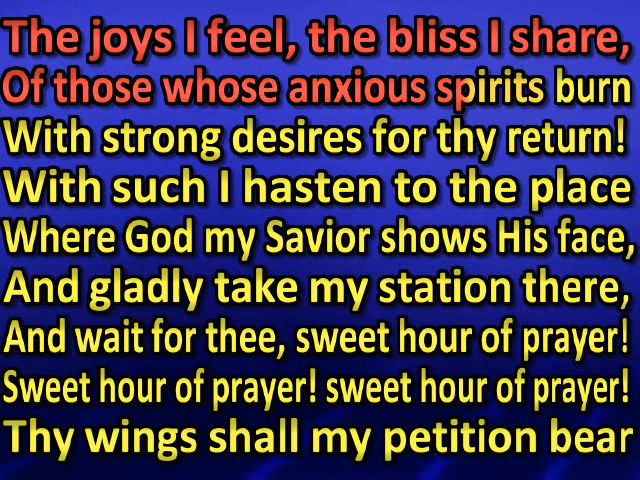 The joys I feel, the bliss I share,
Of those whose anxious spirits burn
With strong desires for thy return!
With such I hasten to the place
Where God my Savior shows His face,
And gladly take my station there,
And wait for thee, sweet hour of prayer!
Sweet hour of prayer! sweet hour of prayer!
Thy wings shall my petition bear